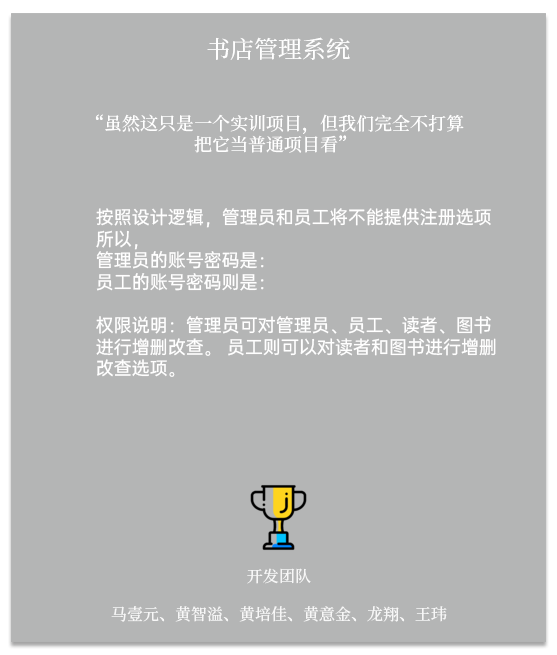 书店管理系统
“虽然这只是一个实训项目，但我们完全不打算
把它当普通项目看”
按照设计逻辑，管理员和员工将不能提供注册选项
所以，
管理员的账号密码是：
员工的账号密码则是：
权限说明：管理员可对管理员、员工、读者、图书
进行增删改查。 员工则可以对读者和图书进行增删
改查选项。
j
开发团队
马壹元、黄智溢、黄培佳、黄意金、龙翔、王玮